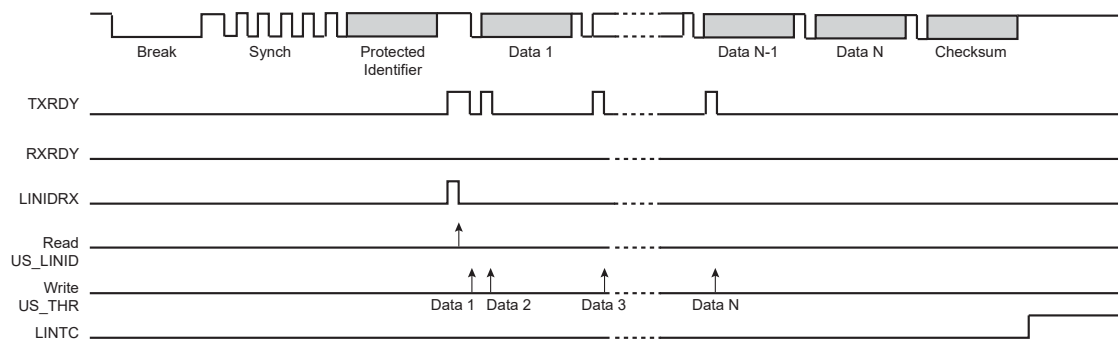 Break
Synch
Protected
Identifier
Data 1
Data N-1
Data N
Checksum
TXRDY
RXRDY
LINIDRX
Read
US_LINID
Write
US_THR
Data 1
Data 2
Data 3
Data N
LINTC